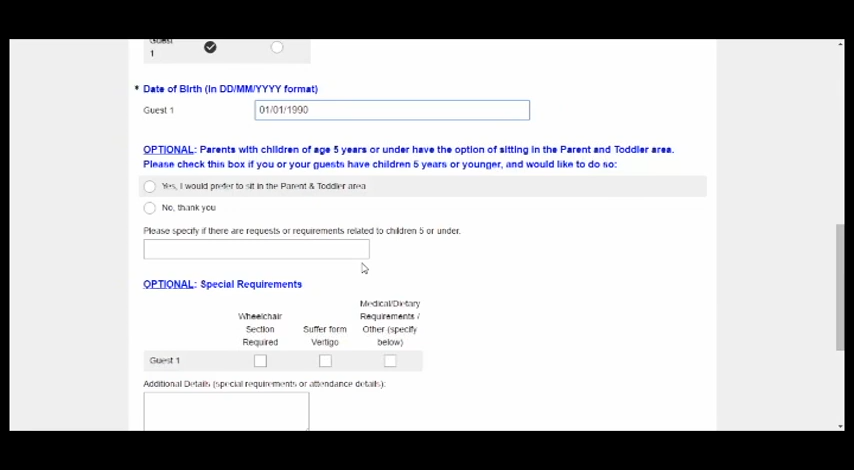 Guest
1
* Date of Birth (in DD/MM/YYYY format)
Guest 1
01/01/1990
OPTIONAL: Parents with children of age 5 years or under have the option of sitting in the Parent and Toddler area.
Please check this box if you or your guests have children 5 years or younger, and would like to do so:
Yes, I would prefer to sit in the Parent & Toddler area
No, thank you
Please specify if there are requests or requirements related to children 5 or under.
OPTIONAL: Special Requirements
Wheelchair
Section
Required
Suffer form
Vertigo
Medical/Dietary
Requirements /
Other (specify
below)
Guest 1
Additional Details (special requirements or attendance details):